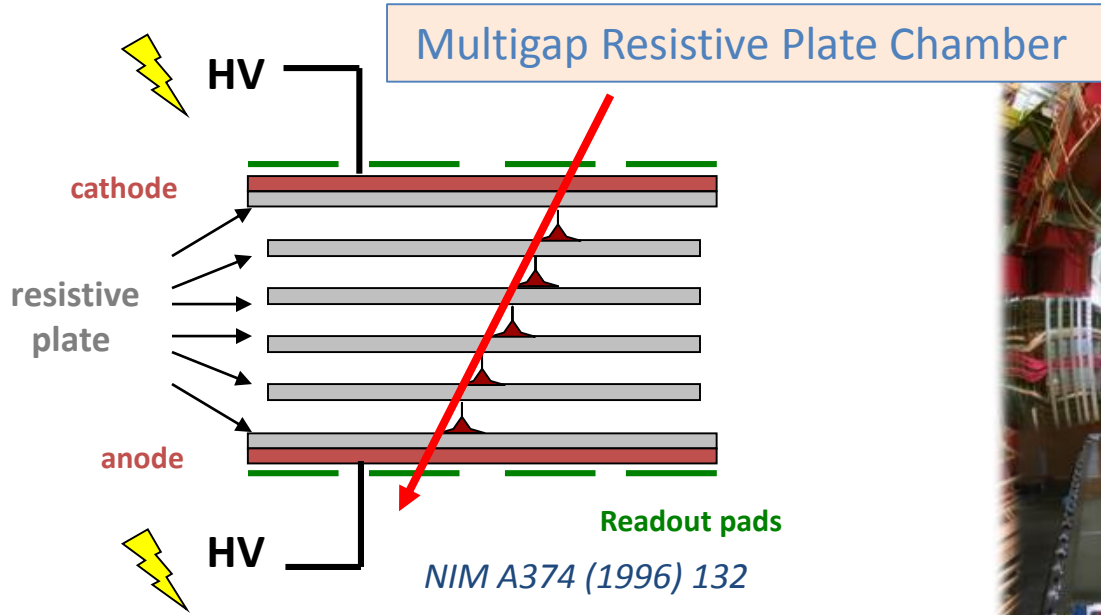 Multigap Resistive Plate Chamber
HV
cathode
resistive
plate
anode
Readout pads
HV
NIM A374 (1996) 132